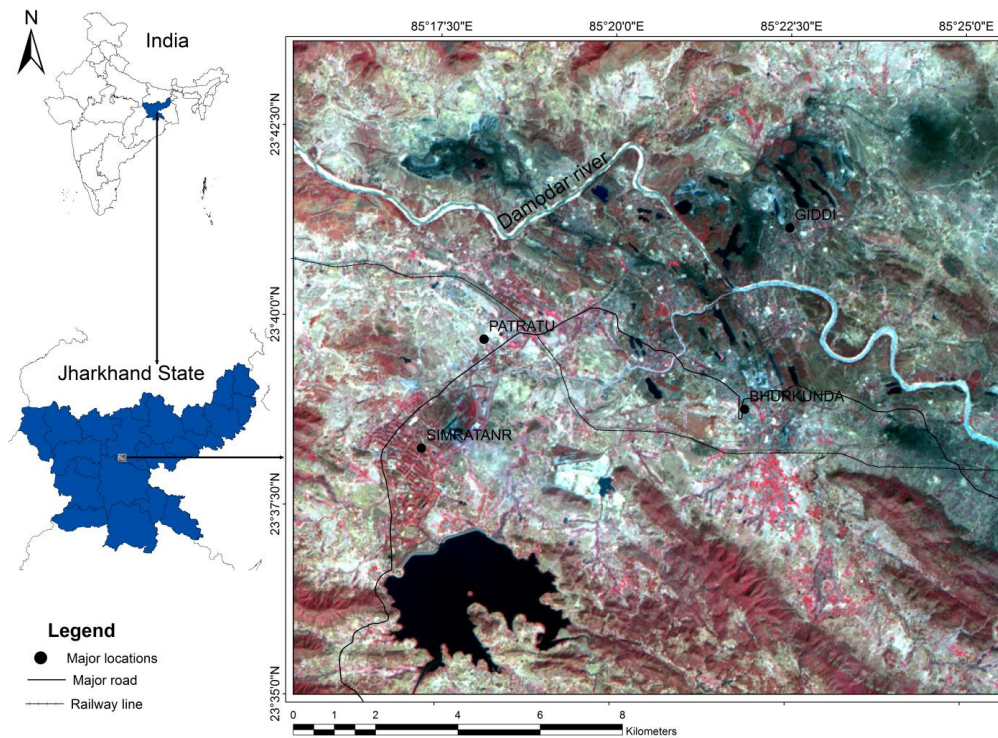 N
India
Jharkhand State
Legend
Major locations
Major road
Railway line
85°17'30"E
85°20'0"E
85°22'30"E
85°25'0"E
23°42'30"N
23°40'0"N
23°37'30"N
23°35'0"N
Damodar river
GIDDI
PATRATU
BHURKUNDA
SIMRATANR
0 1 2 4 6 8
Kilometers